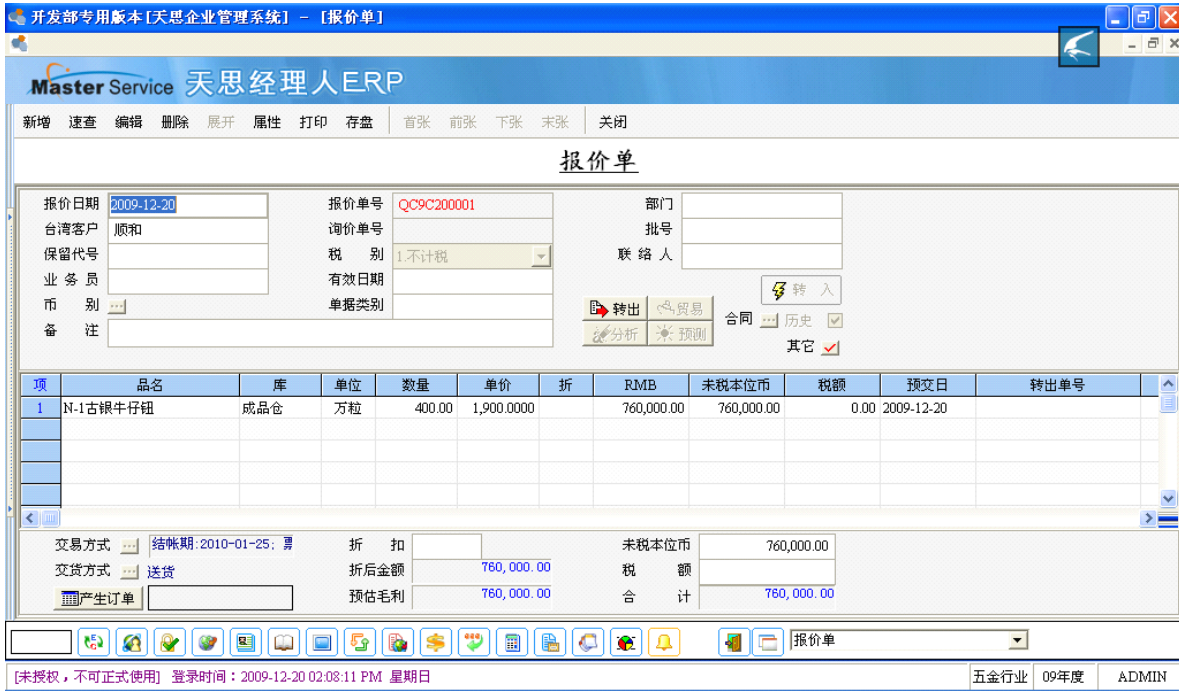 开发部专用版本[天思企业管理系统] - [报价单]
Master Service 天思经理人ERP
新增 速查 编辑 删除 展开 属性 打印 存盘 首张 前张 下张 末张 关闭
报价单
报价日期 2009-12-20 报价单号 QC9C200001 部门
台湾客户 顺和 询价单号 批号
保留代号 税 别 1.不计税 联络人
业务员 有效日期 转 入
币 别 ... 单据类别 转出 贸易 合同 ... 历史
备 注 分析 预测 其它
项 品名 库 单位 数量 单价 折 RMB 未税本位币 税额 预交日 转出单号
1 N-1古银牛仔钮 成品仓 万粒 400.00 1,900.0000 760,000.00 760,000.00 0.00 2009-12-20
交易方式 ... 结帐期:2010-01-25; 折 扣 未税本位币 760,000.00
交货方式 ... 送货 折后金额 760,000.00 税 额
产生订单 预估毛利 760,000.00 合 计 760,000.00
报价单
[未授权，不可正式使用] 登录时间：2009-12-20 02:08:11 PM 星期日 五金行业 09年度 ADMIN